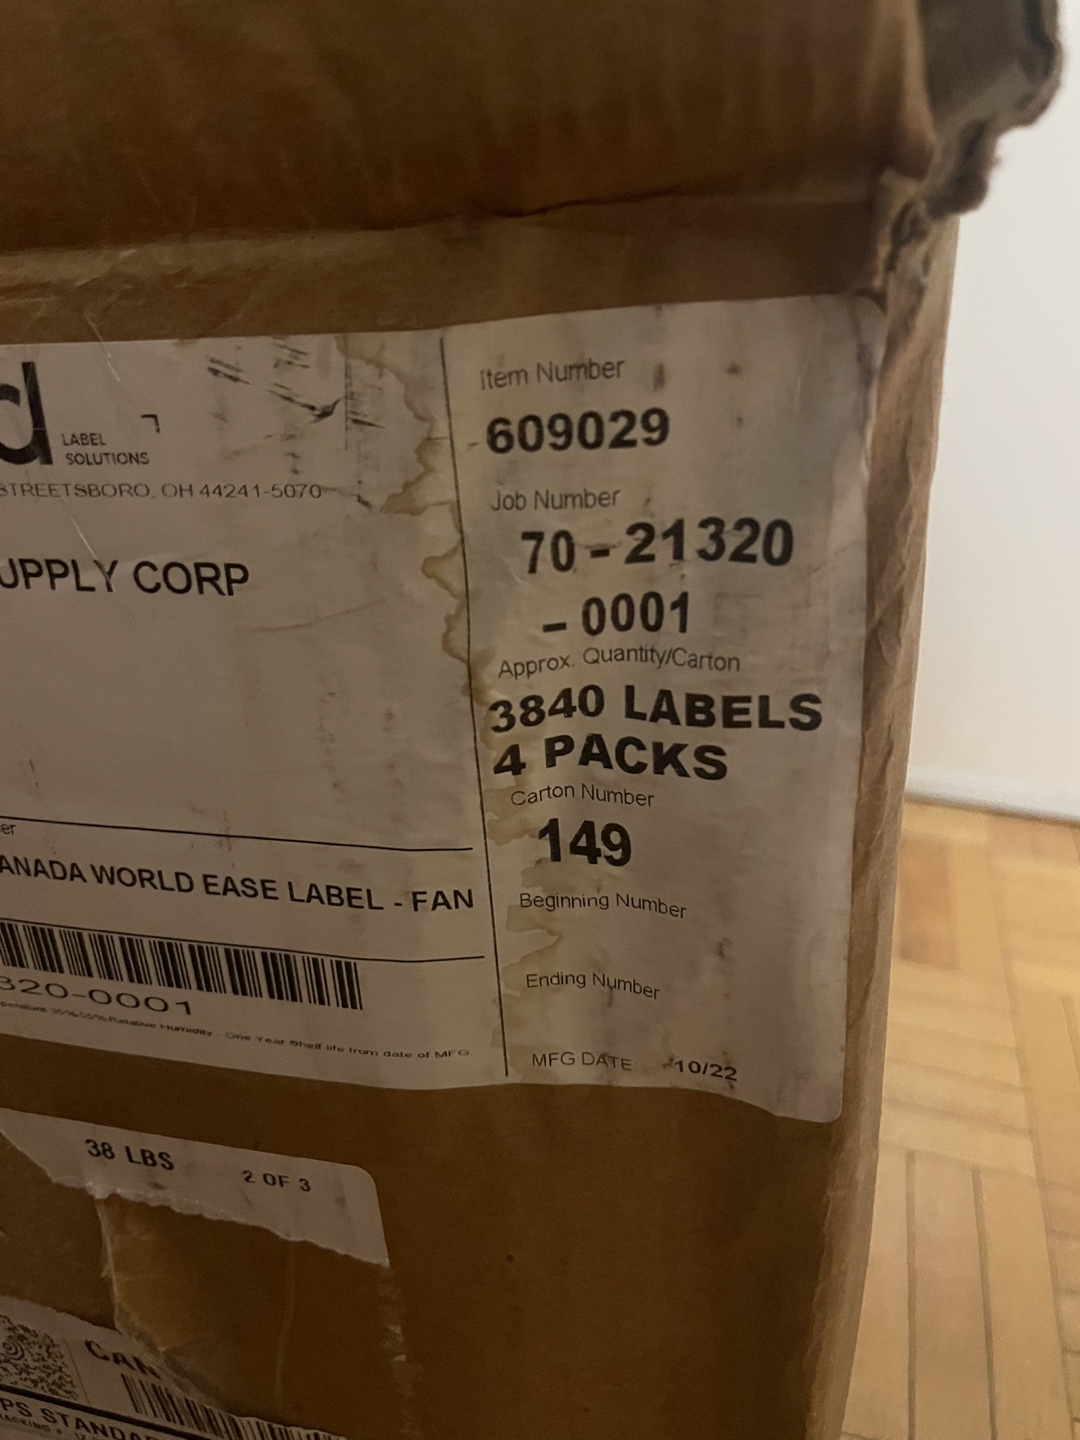 d LABEL
SOLUTIONS
STREETSBORO, OH 44241-5070
UPPLY CORP
er
ANADA WORLD EASE LABEL - FAN
320-0001
Relative Humidity - One Year Shelf life from date of MFG
Item Number
609029
Job Number
70-21320
-0001
Approx. Quantity/Carton
3840 LABELS
4 PACKS
Carton Number
149
Beginning Number
Ending Number
MFG DATE 10/22
38 LBS 2 OF 3
CAN
PS STANDA